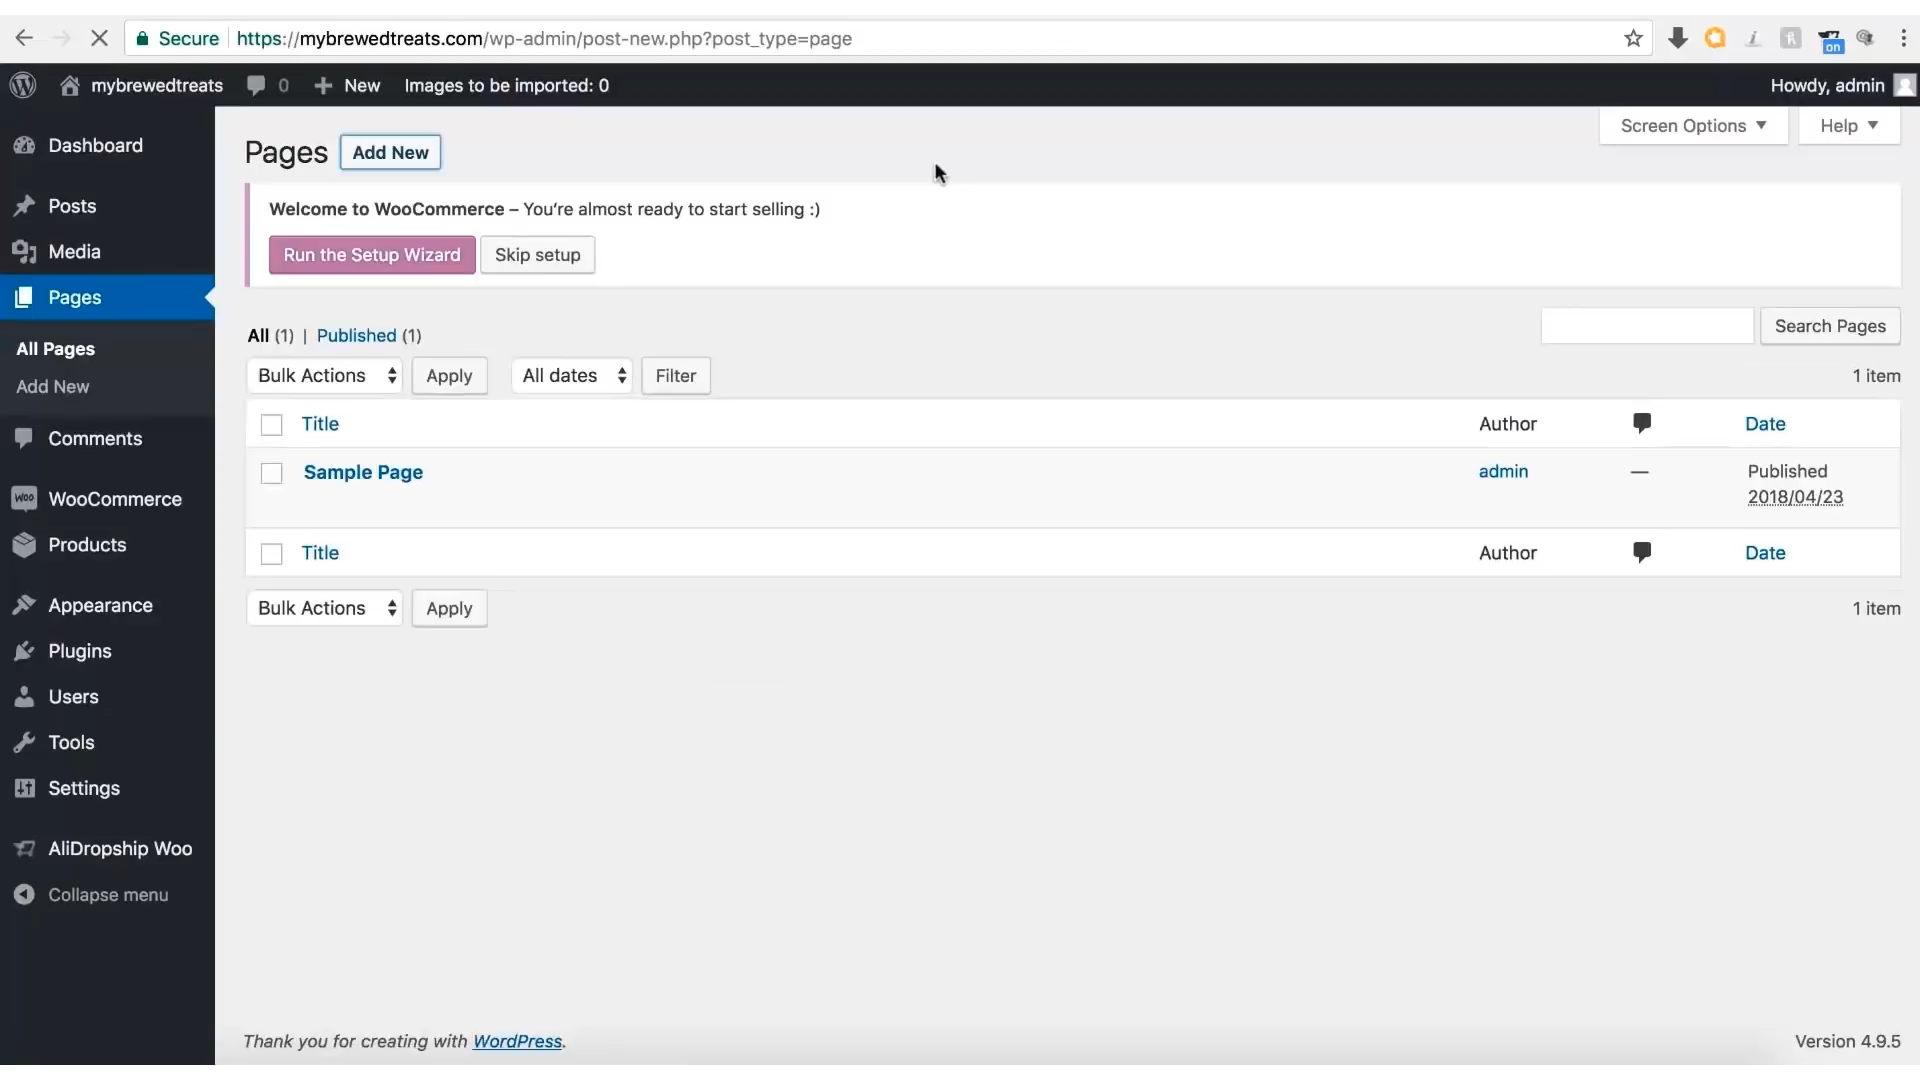 Secure https://mybrewedtreats.com/wp-admin/post-new.php?post_type=page
on
mybrewedtreats 0 New Images to be imported: 0 Howdy, admin
Screen Options Help
Dashboard
Pages Add New
Posts
Welcome to WooCommerce – You're almost ready to start selling :)
Media
Run the Setup Wizard Skip setup
Pages
All (1) | Published (1) Search Pages
All Pages
Bulk Actions Apply All dates Filter 1 item
Add New
Title Author Date
Comments
Sample Page admin — Published
2018/04/23
WooCommerce
Products
Title Author Date
Appearance
Bulk Actions Apply 1 item
Plugins
Users
Tools
Settings
AliDropship Woo
Collapse menu
Thank you for creating with WordPress. Version 4.9.5